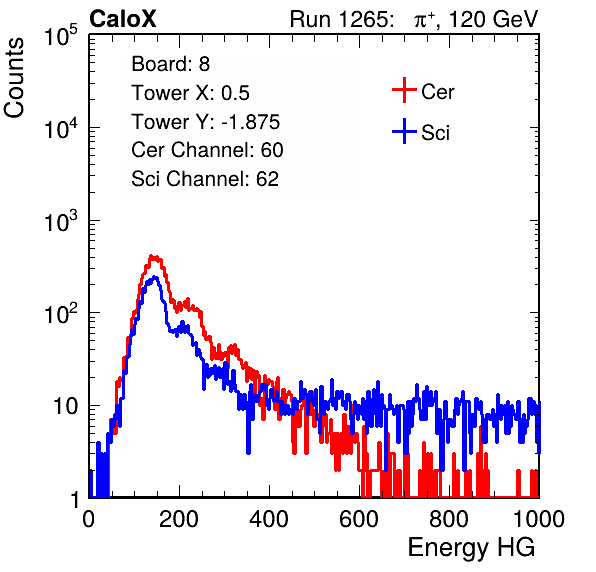 CaloX Run 1265: π⁺, 120 GeV
Counts
10⁵
10⁴
10³
10²
10
1
Board: 8
Tower X: 0.5
Tower Y: -1.875
Cer Channel: 60
Sci Channel: 62
Cer
Sci
0 200 400 600 800 1000
Energy HG